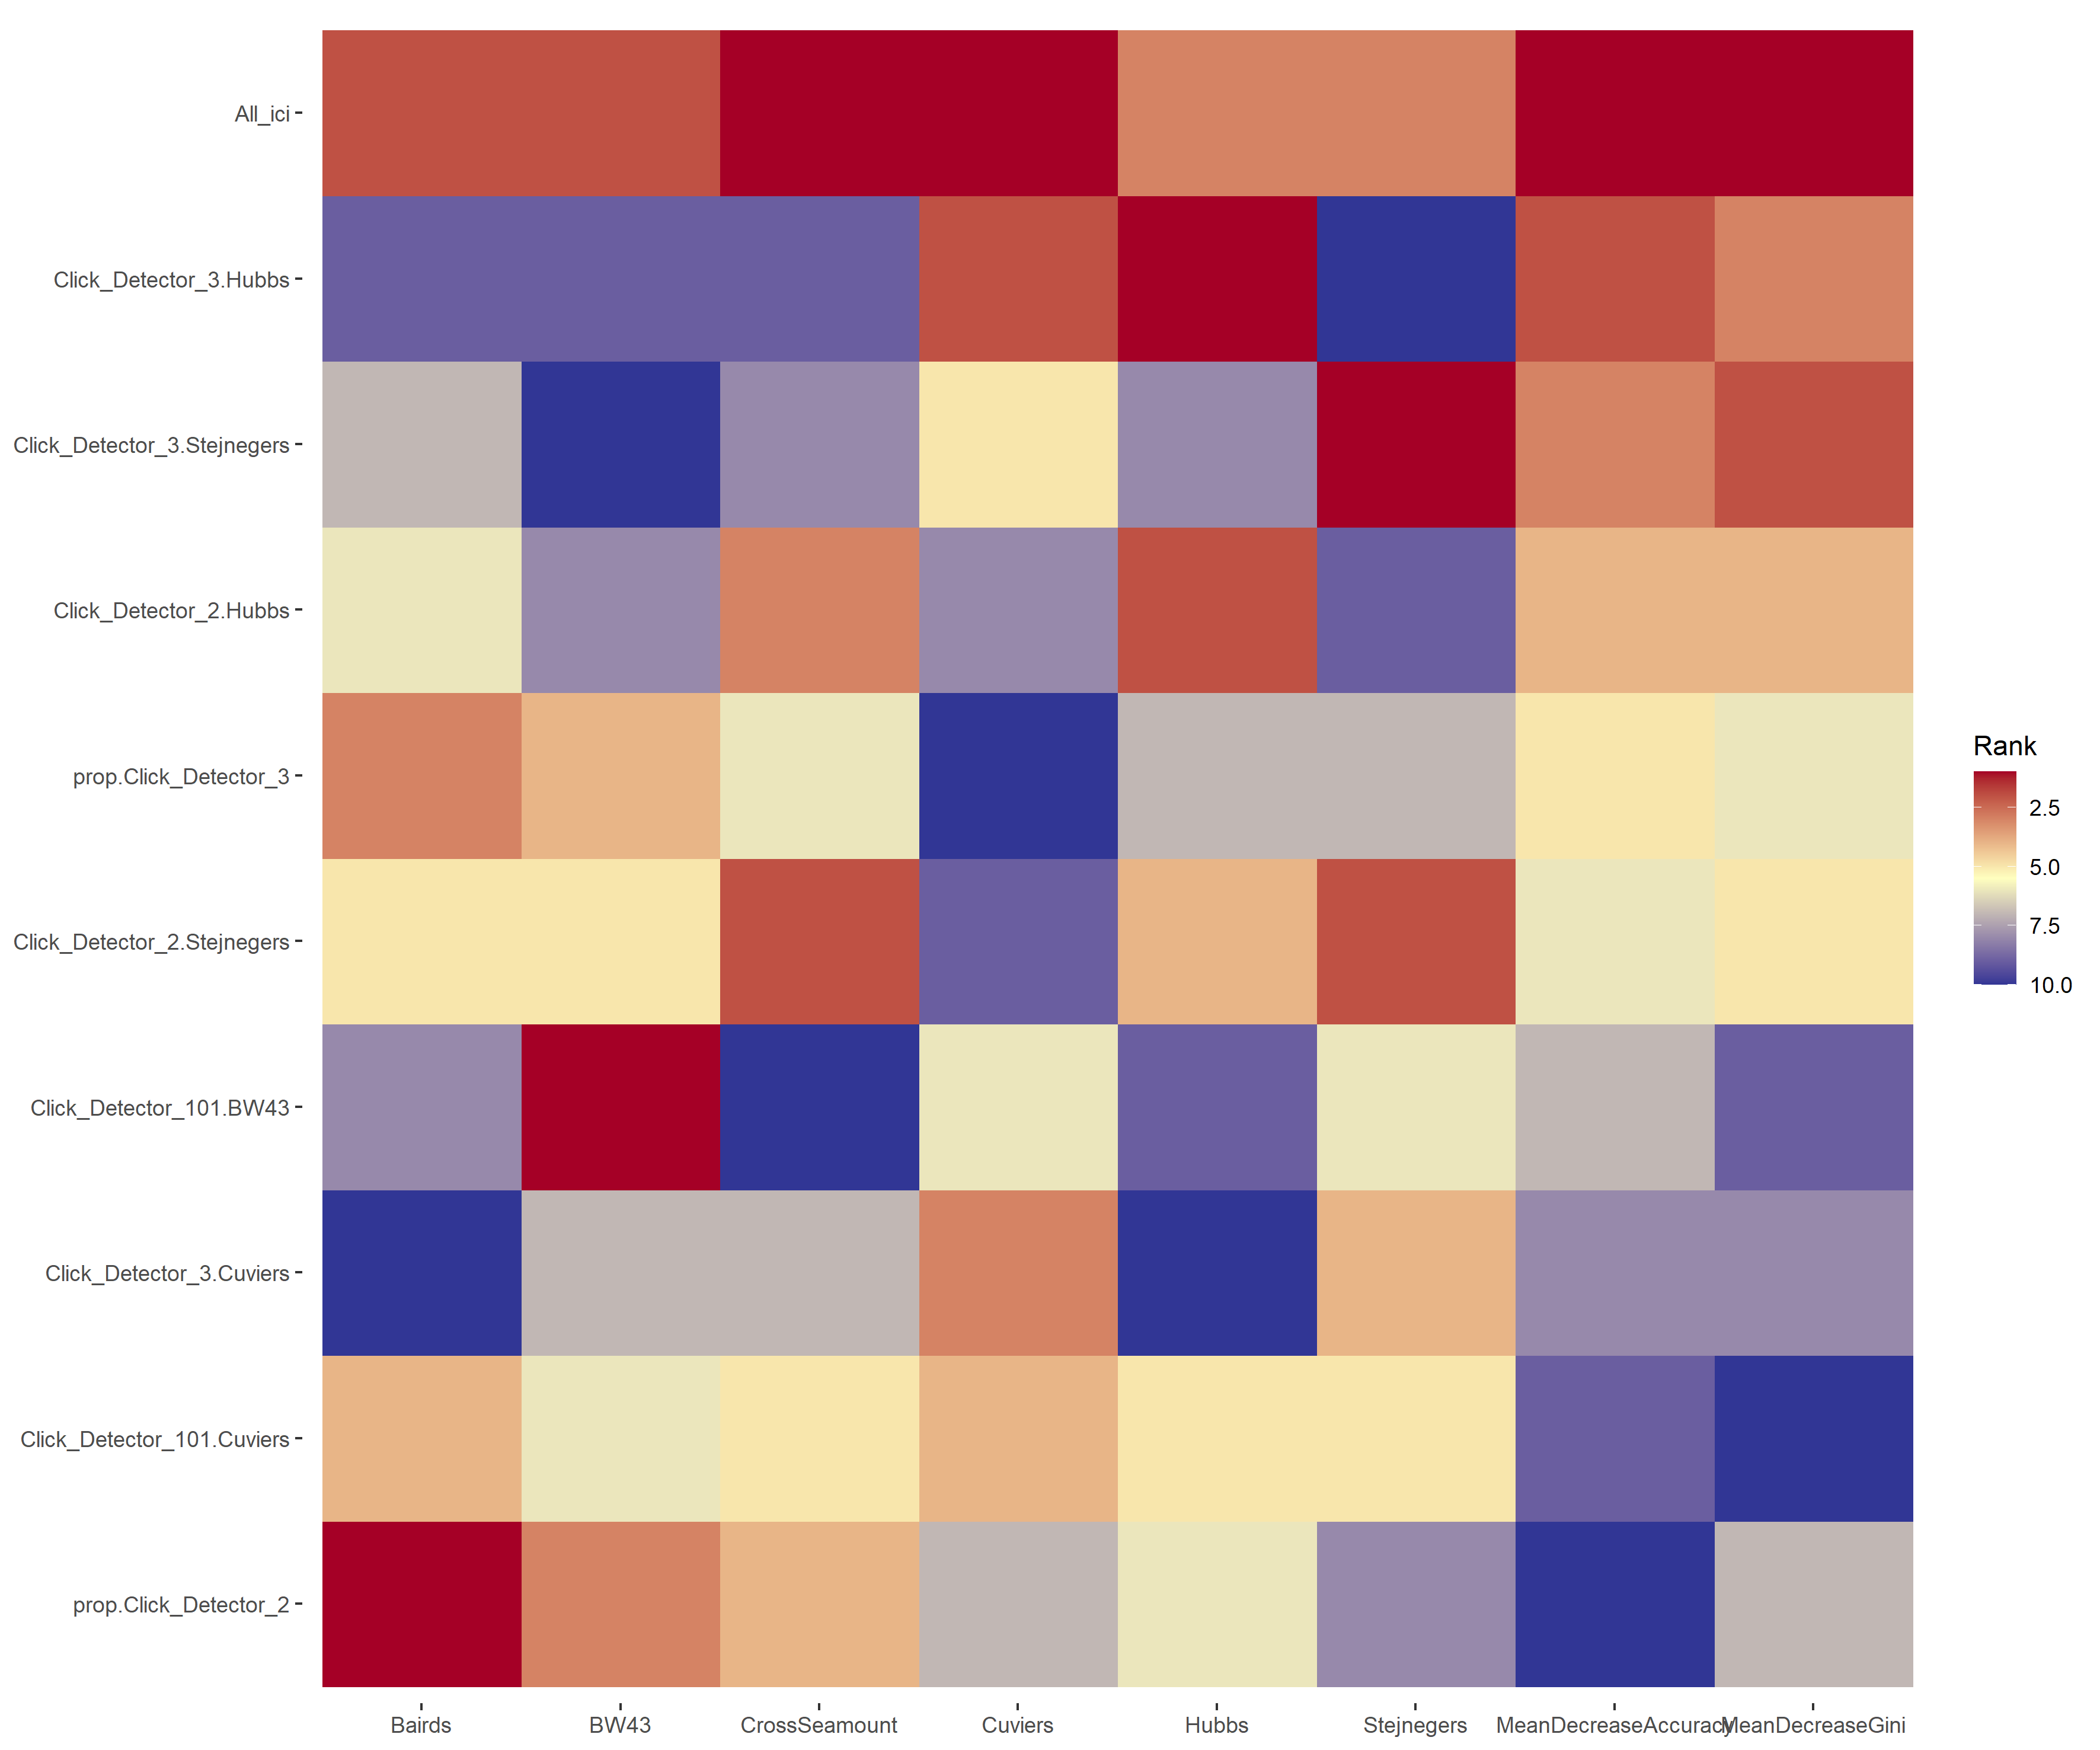 All_ici
Click_Detector_3.Hubbs
Click_Detector_3.Stejnegers
Click_Detector_2.Hubbs
prop.Click_Detector_3
Click_Detector_2.Stejnegers
Click_Detector_101.BW43
Click_Detector_3.Cuviers
Click_Detector_101.Cuviers
prop.Click_Detector_2
Bairds BW43 CrossSeamount Cuviers Hubbs Stejnegers MeanDecreaseAccuracy MeanDecreaseGini
Rank
2.5
5.0
7.5
10.0